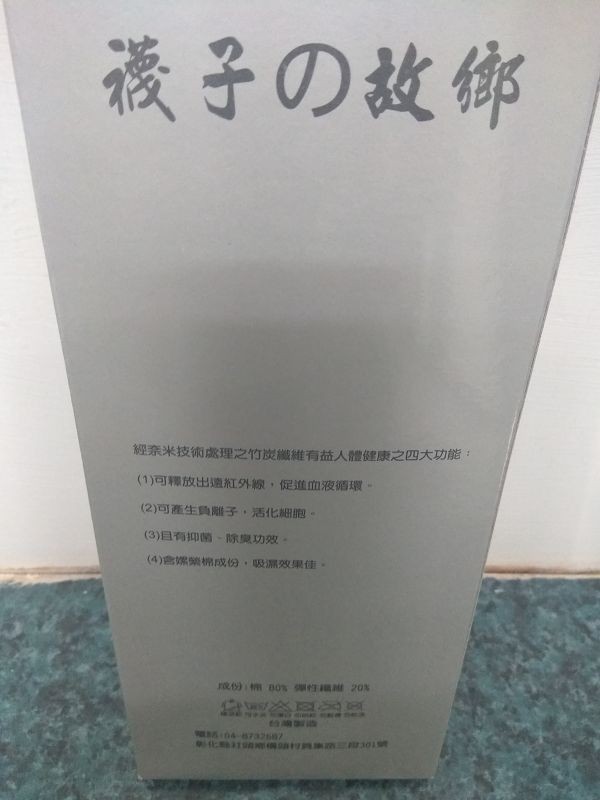 襪子の故鄉
經奈米技術處理之竹炭纖維有益人體健康之四大功能：
(1)可釋放出遠紅外線，促進血液循環。
(2)可產生負離子，活化細胞。
(3)且有抑菌、除臭功效。
(4)含嫘縈棉成份，吸濕效果佳。
成份:棉 80% 彈性纖維 20%
台灣製造
電話:04-8732687
彰化縣社頭鄉橋頭村員集路三段301號